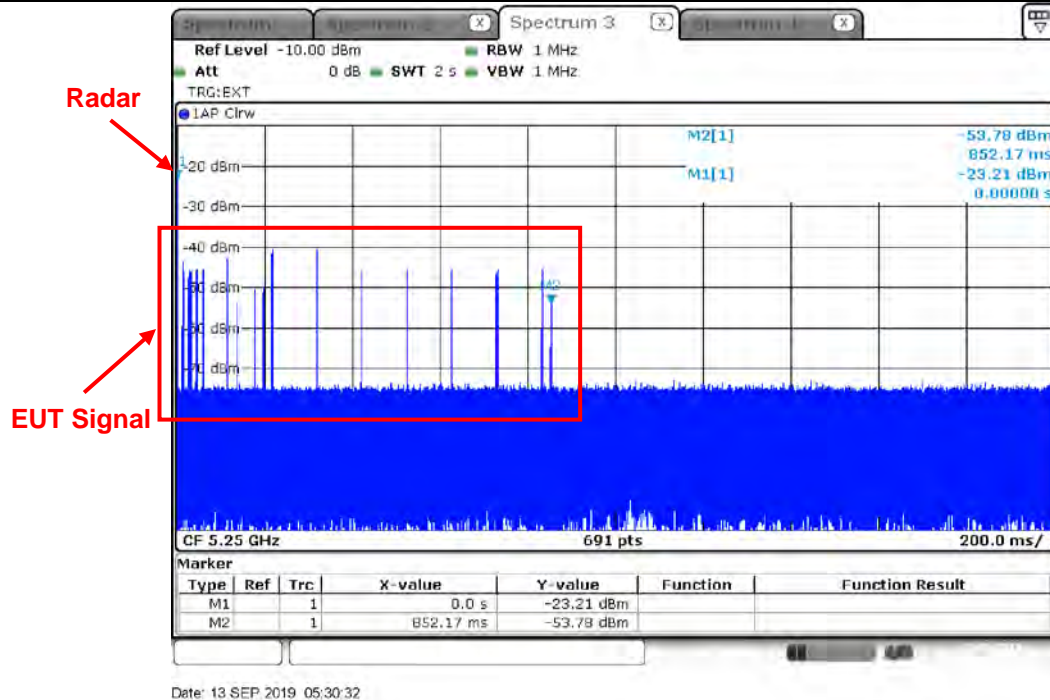 Spectrum 3
Ref Level -10.00 dBm RBW 1 MHz
Att 0 dB SWT 2 s VBW 1 MHz
TRG:EXT
1AP Clrw
Radar
M2[1] -53.78 dBm
852.17 ms
M1[1] -23.21 dBm
0.00000 s
-20 dBm
-30 dBm
-40 dBm
M2
EUT Signal
CF 5.25 GHz 691 pts 200.0 ms/
Marker
Type Ref Trc X-value Y-value Function Function Result
M1 1 0.0 s -23.21 dBm
M2 1 852.17 ms -53.78 dBm
Date: 13 SEP 2019 05:30:32